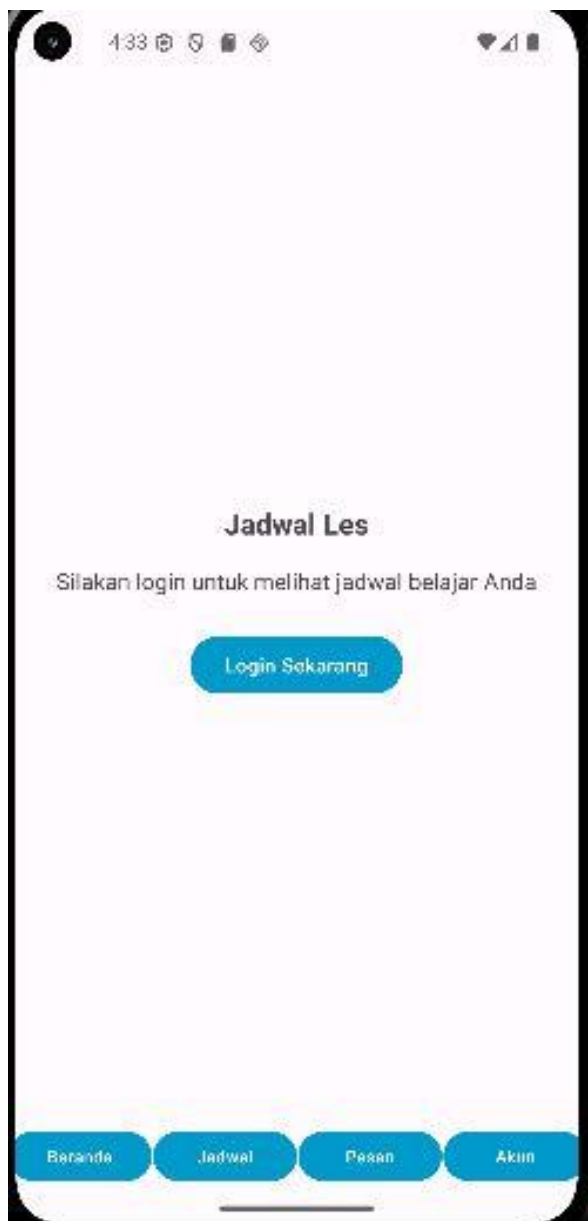 4:33
Jadwal Les
Silakan login untuk melihat jadwal belajar Anda
Login Sekarang
Beranda Jadwal Pesan Akun